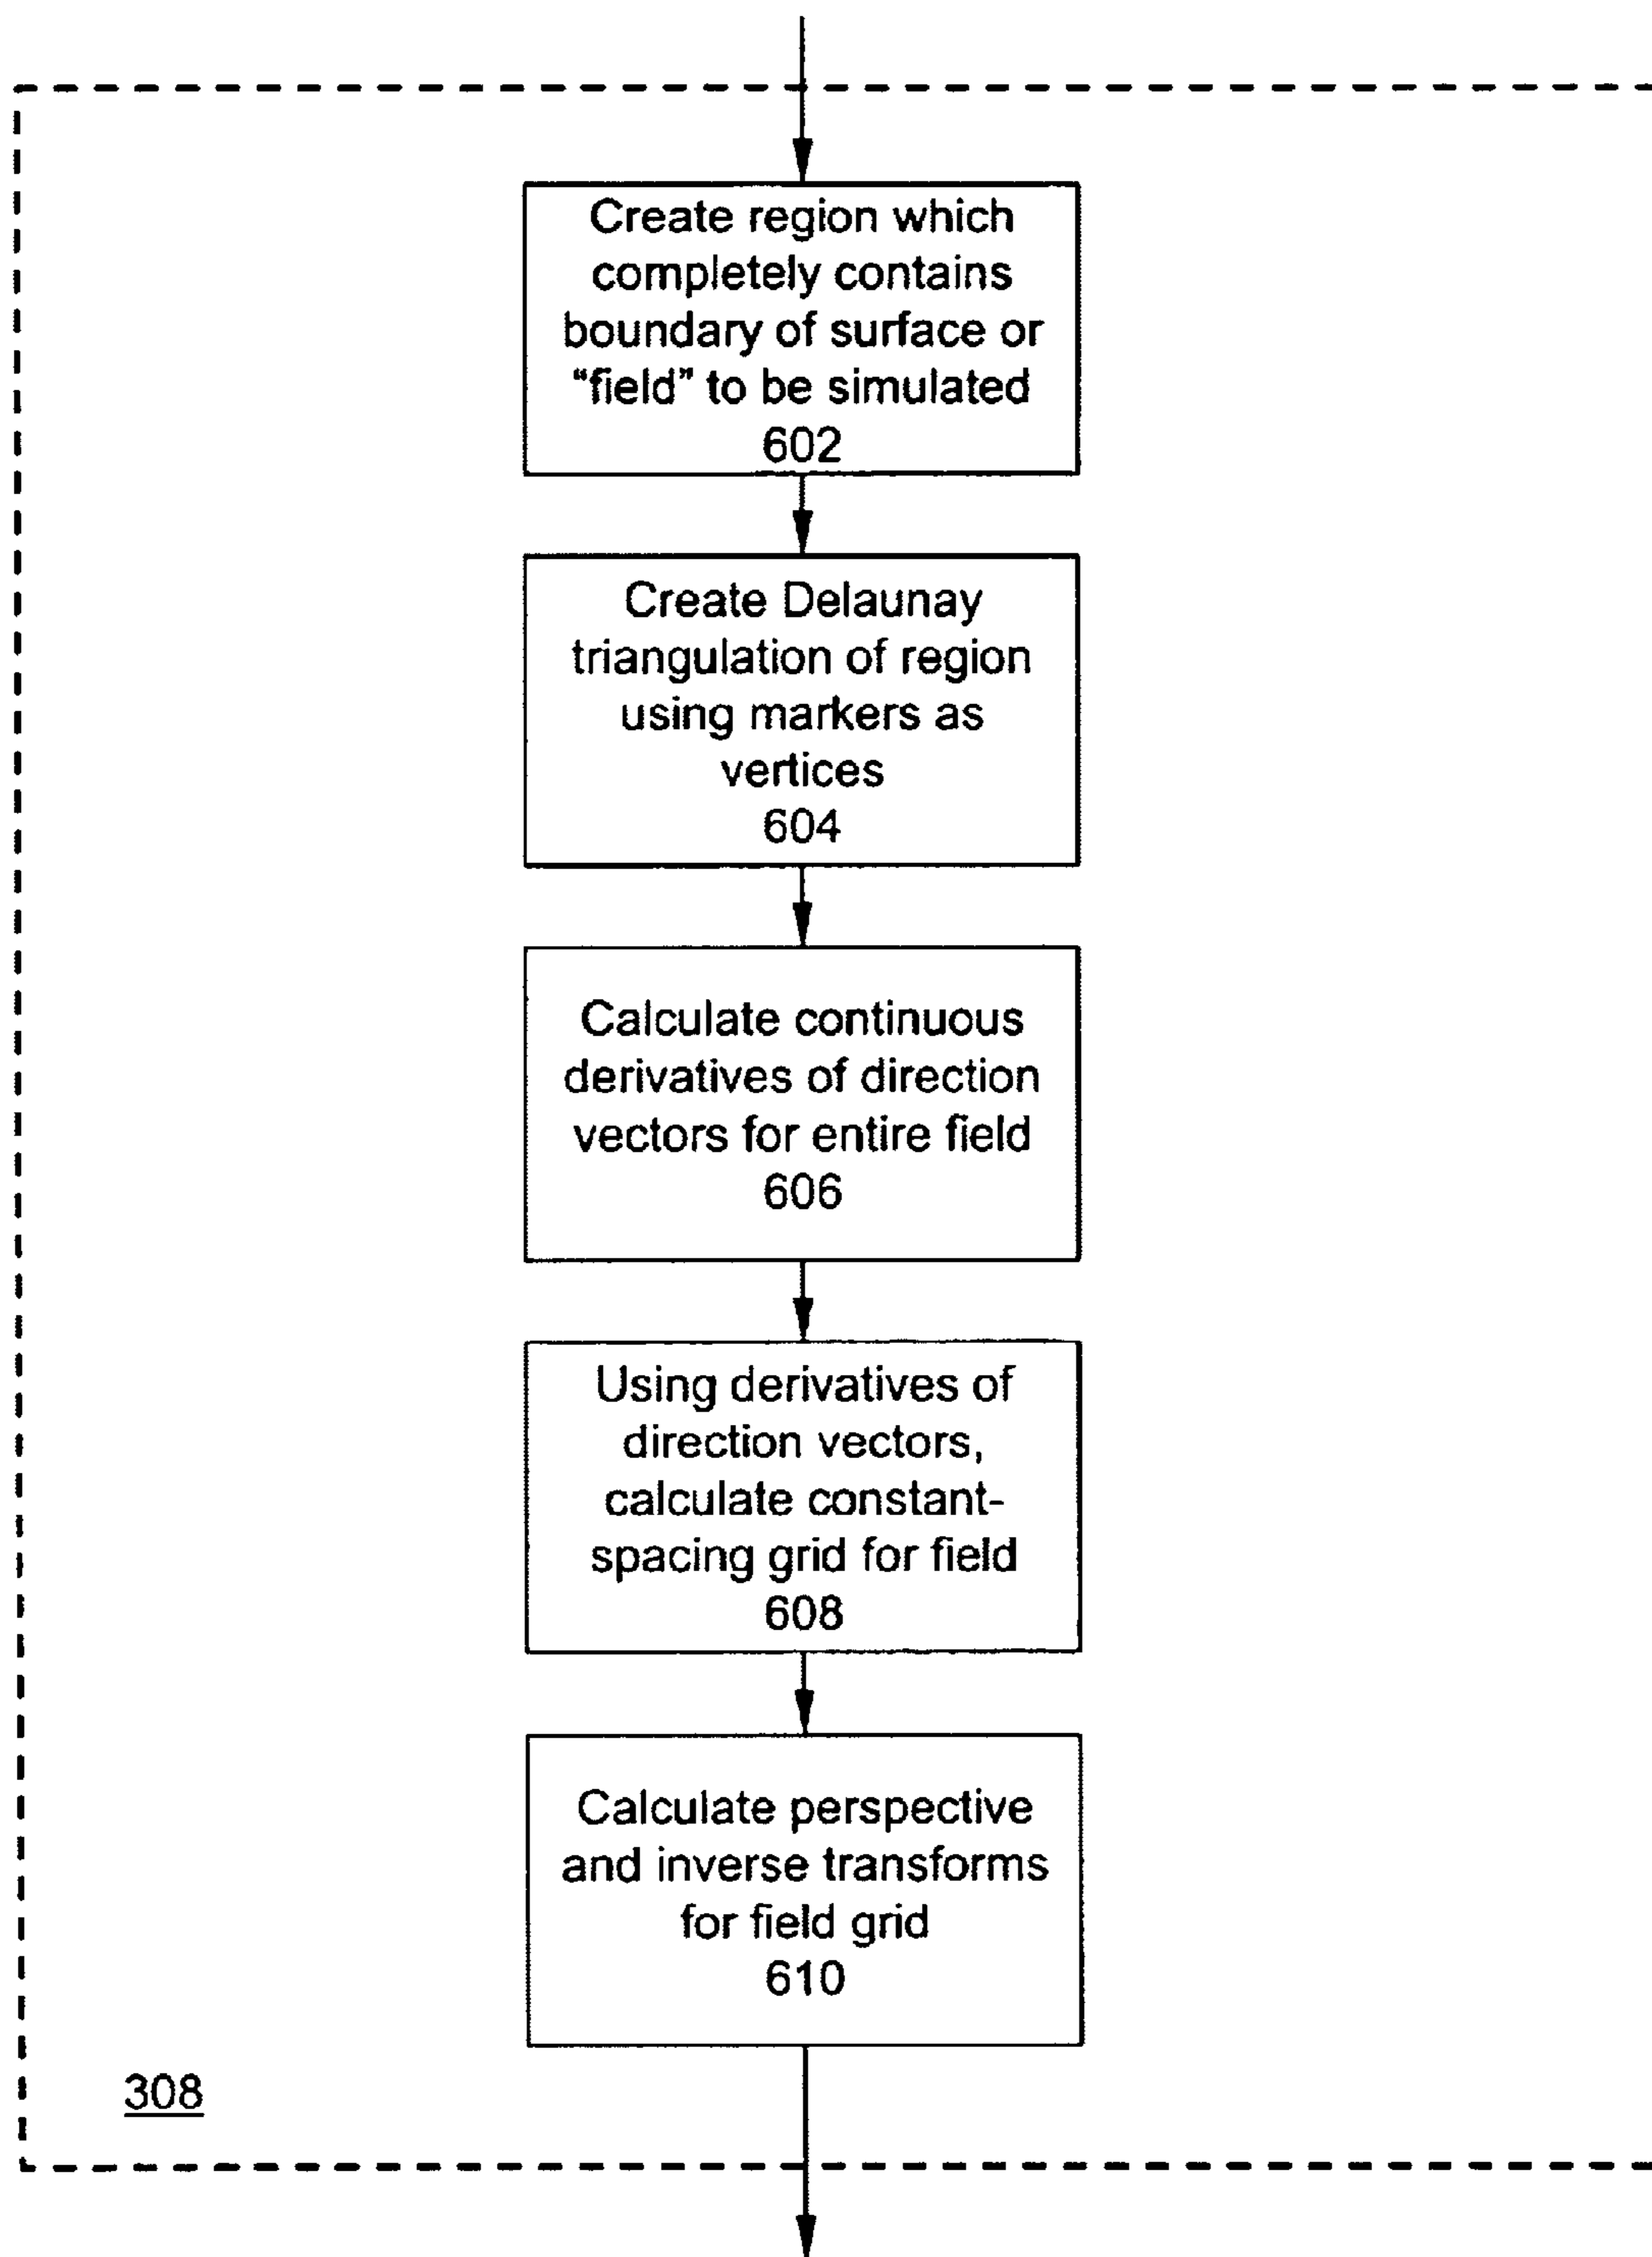 Create region which
completely contains
boundary of surface or
“field” to be simulated
602
Create Delaunay
triangulation of region
using markers as
vertices
604
Calculate continuous
derivatives of direction
vectors for entire field
606
Using derivatives of
direction vectors,
calculate constant-
spacing grid for field
608
Calculate perspective
and inverse transforms
for field grid
610
308